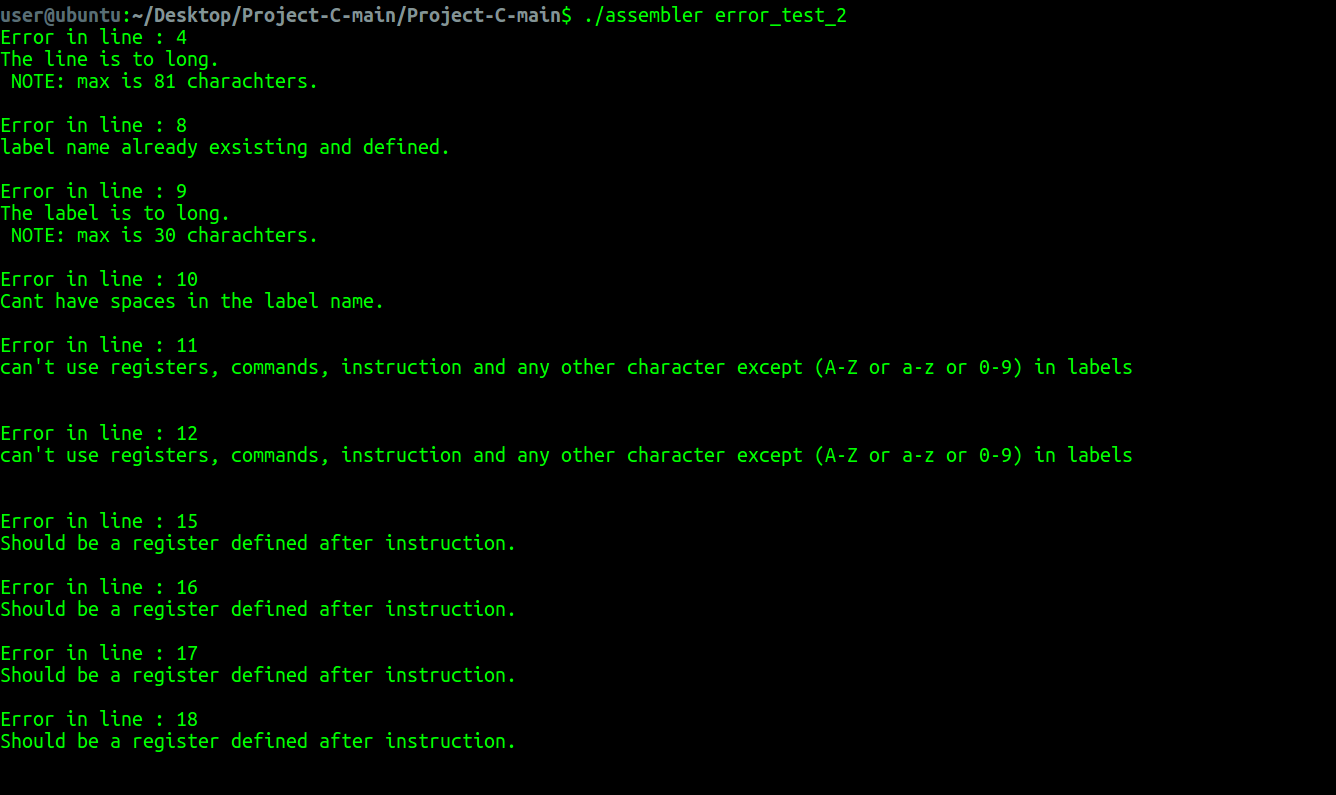 user@ubuntu:~/Desktop/Project-C-main/Project-C-main$ ./assembler error_test_2
Error in line : 4
The line is to long.
 NOTE: max is 81 charachters.

Error in line : 8
label name already exsisting and defined.

Error in line : 9
The label is to long.
 NOTE: max is 30 charachters.

Error in line : 10
Cant have spaces in the label name.

Error in line : 11
can't use registers, commands, instruction and any other character except (A-Z or a-z or 0-9) in labels


Error in line : 12
can't use registers, commands, instruction and any other character except (A-Z or a-z or 0-9) in labels


Error in line : 15
Should be a register defined after instruction.

Error in line : 16
Should be a register defined after instruction.

Error in line : 17
Should be a register defined after instruction.

Error in line : 18
Should be a register defined after instruction.